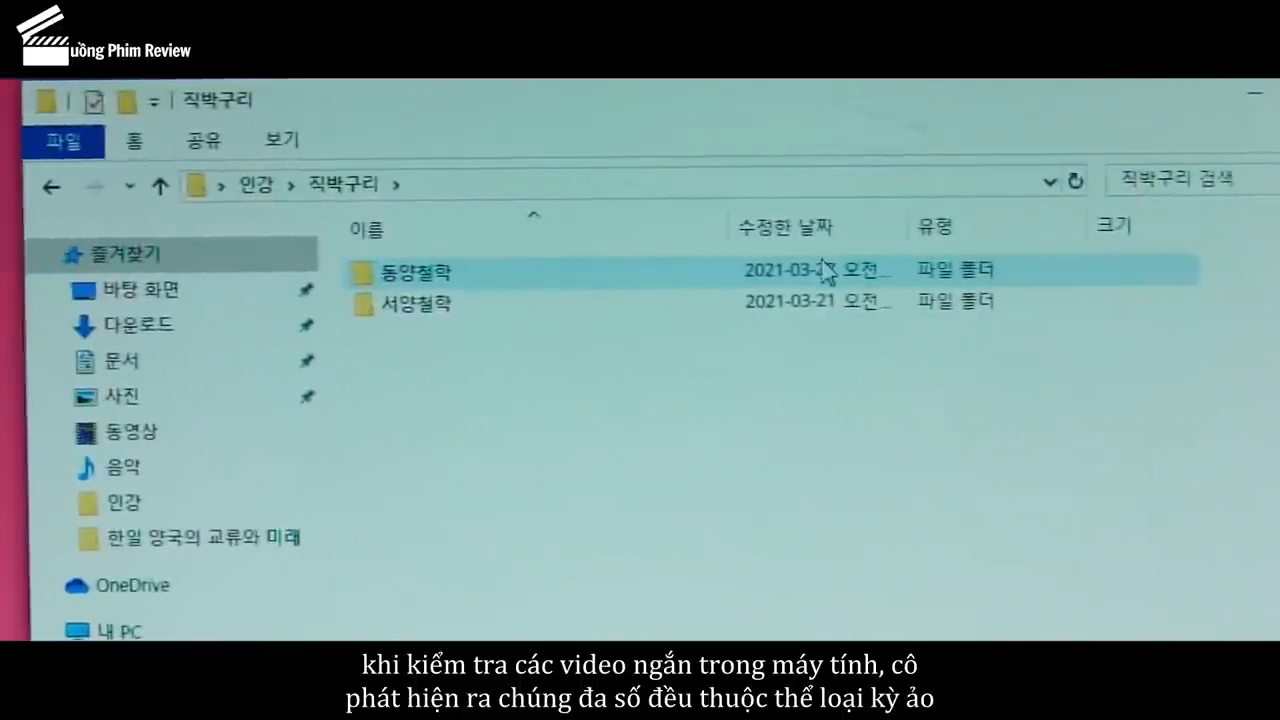 uồng Phim Review
직박구리
파일 홈 공유 보기
인강 > 직박구리 >
직박구리 검색
이름 수정한 날짜 유형 크기
즐겨찾기
바탕 화면
다운로드
문서
사진
동영상
음악
인강
한일 양국의 교류와 미래
OneDrive
내 PC
동양철학 오전... 파일 폴더
서양철학 2021-03-21 오전... 파일 폴더
khi kiểm tra các video ngắn trong máy tính, cô
phát hiện ra chúng đa số đều thuộc thể loại kỳ ảo